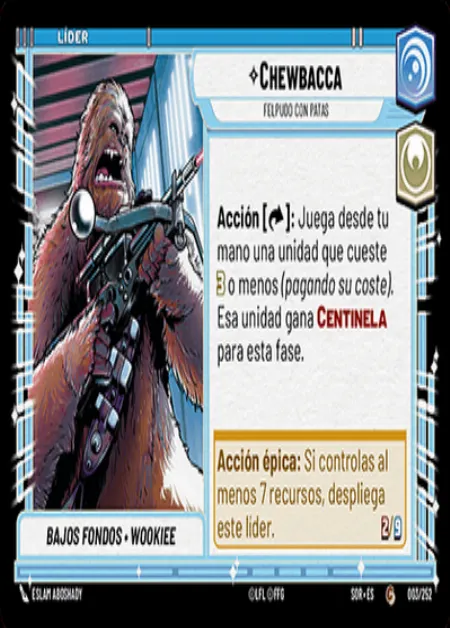 LÍDER
CHEWBACCA
FELPUDO CON PATAS
Acción [ ]: Juega desde tu
mano una unidad que cueste
3 o menos (pagando su coste).
Esa unidad gana CENTINELA
para esta fase.
Acción épica: Si controlas al
menos 7 recursos, despliega
este líder.
2/9
BAJOS FONDOS • WOOKIEE
ESLAM ABOSHADY
©LFL ©FFG
SOR • ES
C
003/252